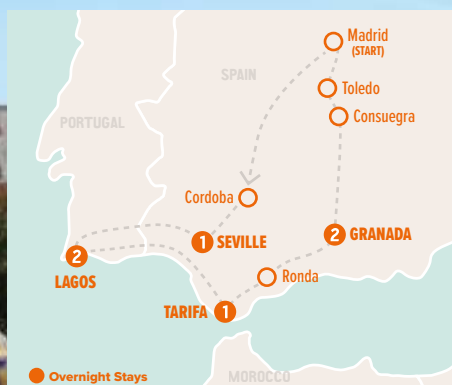 Madrid
(START)
SPAIN
Toledo
Consuegra
PORTUGAL
Cordoba
1 SEVILLE
2 GRANADA
2
LAGOS
Ronda
TARIFA 1
Overnight Stays
MOROCCO